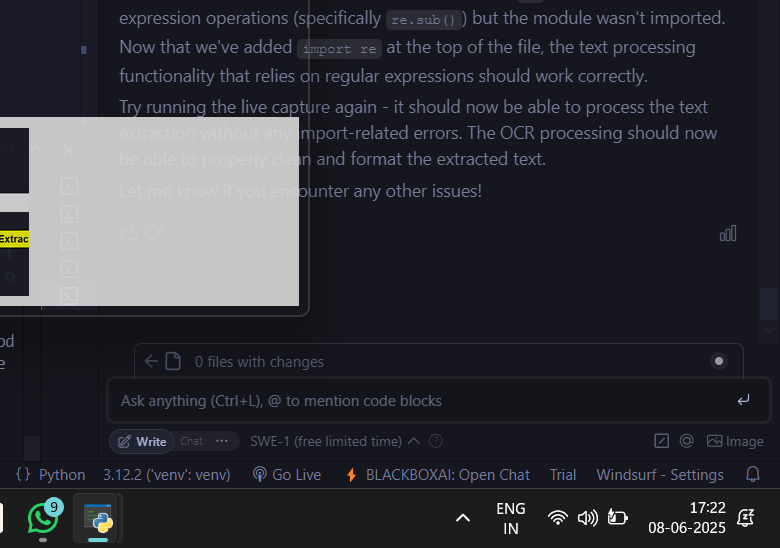 expression operations (specifically re.sub()) but the module wasn't imported.
Now that we've added import re at the top of the file, the text processing
functionality that relies on regular expressions should work correctly.
Try running the live capture again - it should now be able to process the text
extraction without any import-related errors. The OCR processing should now
be able to properly clean and format the extracted text.
Let me know if you encounter any other issues!
Extrac
od
e
0 files with changes
Ask anything (Ctrl+L), @ to mention code blocks
Write Chat ... SWE-1 (free limited time) Image
{} Python 3.12.2 ('venv': venv) Go Live BLACKBOXAI: Open Chat Trial Windsurf - Settings
9
ENG
IN
17:22
08-06-2025